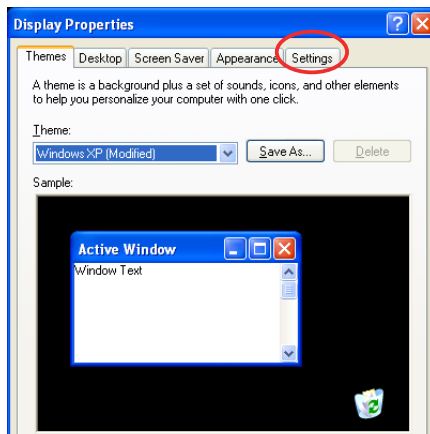 Display Properties
Themes Desktop Screen Saver Appearance Settings
A theme is a background plus a set of sounds, icons, and other elements
to help you personalize your computer with one click.
Theme:
Windows XP (Modified) Save As... Delete
Sample:
Active Window
Window Text